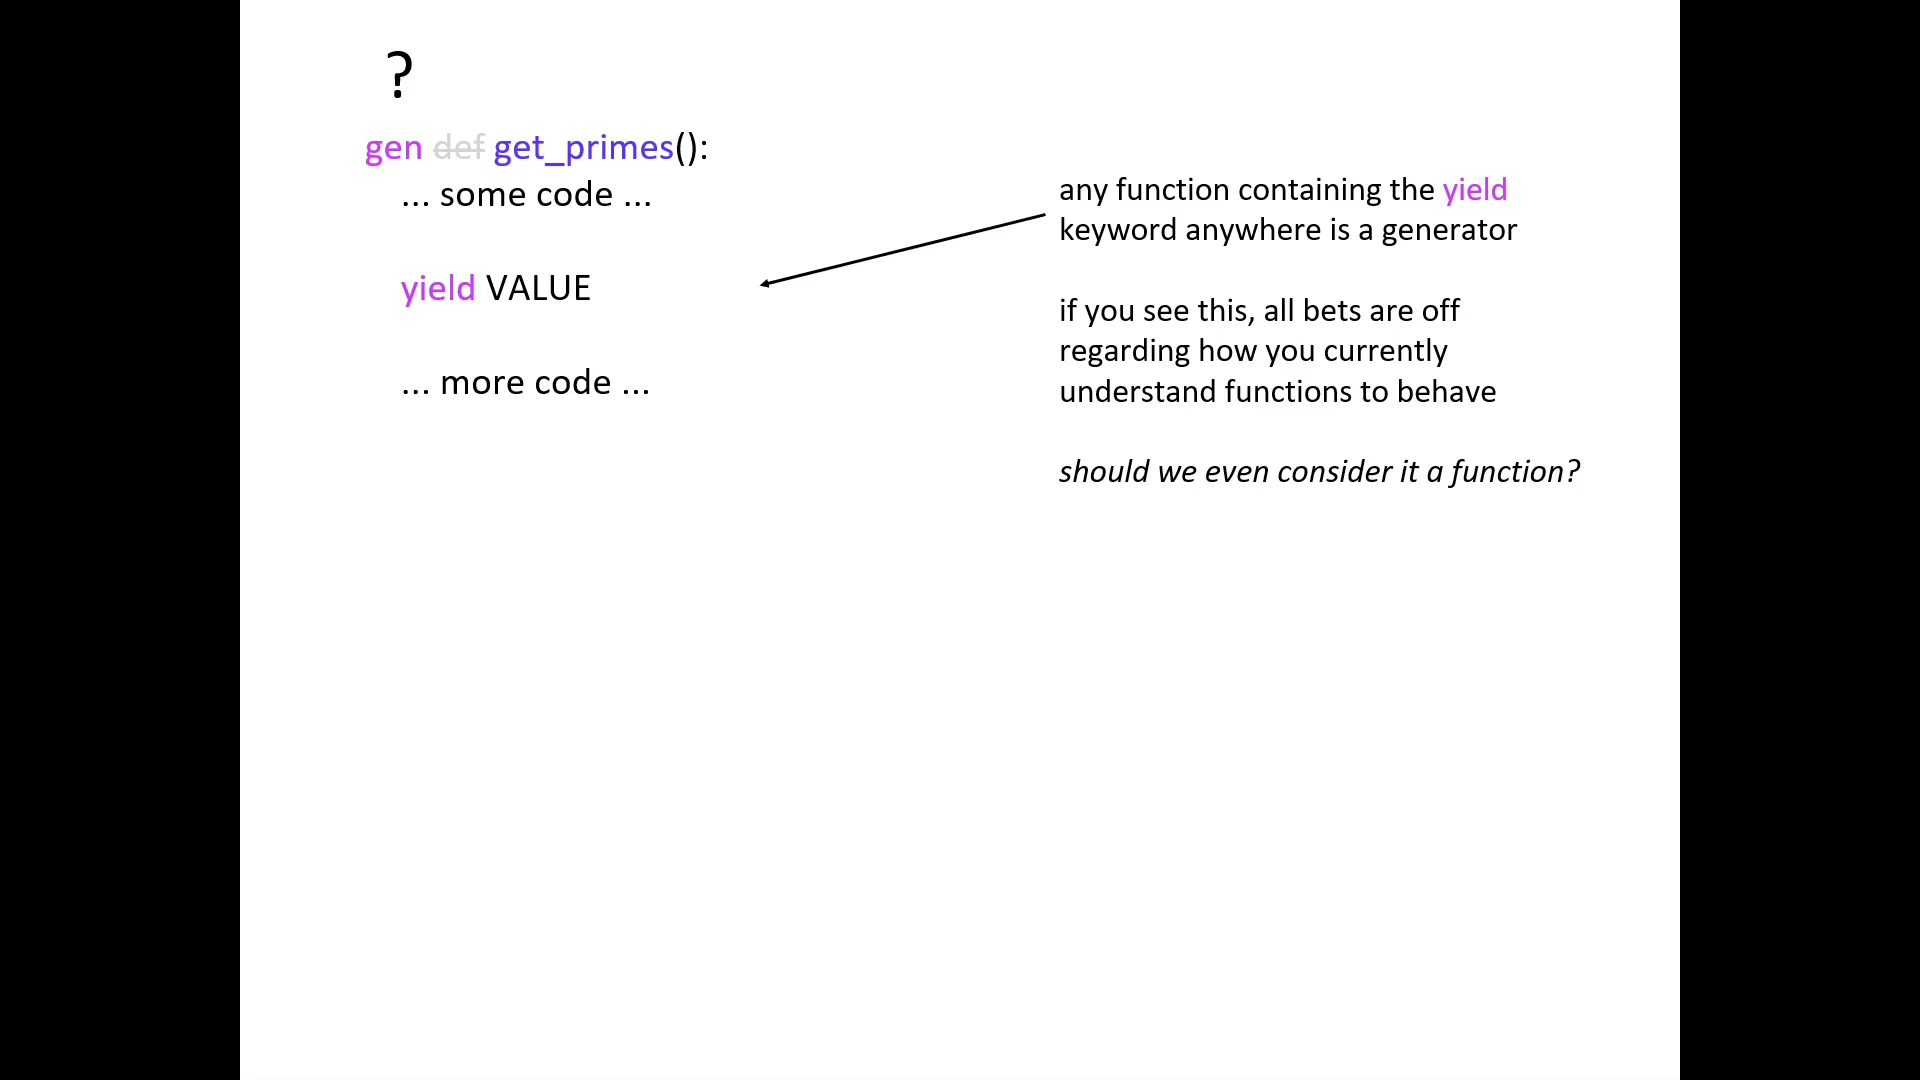 ?
gen def get_primes():
... some code ...
yield VALUE
... more code ...
any function containing the yield
keyword anywhere is a generator
if you see this, all bets are off
regarding how you currently
understand functions to behave
should we even consider it a function?